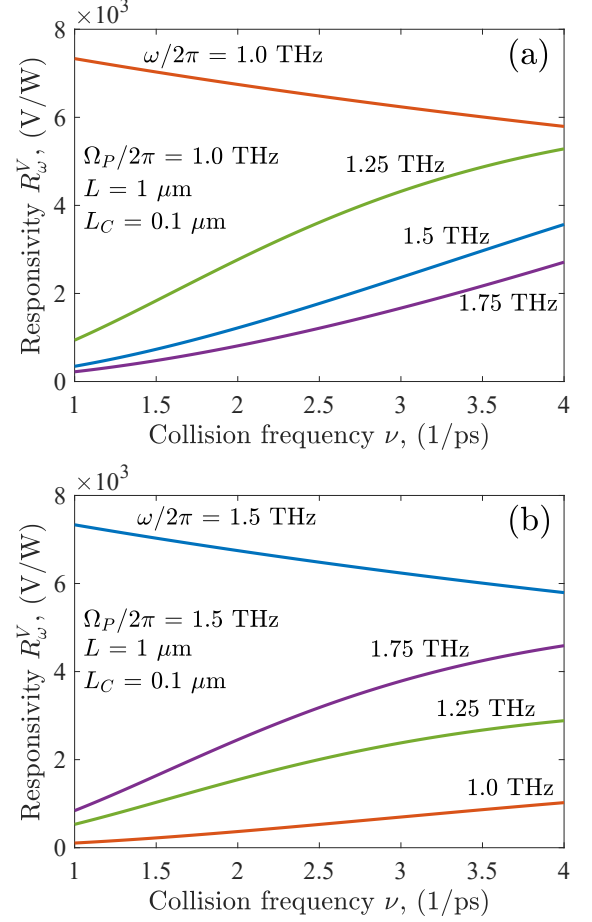 ×10³
8
(a)
ω/2π = 1.0 THz
6
Ω_P/2π = 1.0 THz
1.25 THz
L = 1 μm
L_C = 0.1 μm
4
1.5 THz
2
1.75 THz
0
Responsivity R_ω^V, (V/W)
1 1.5 2 2.5 3 3.5 4
Collision frequency ν, (1/ps)
×10³
8
(b)
ω/2π = 1.5 THz
6
Ω_P/2π = 1.5 THz
L = 1 μm
1.75 THz
L_C = 0.1 μm
4
1.25 THz
2
1.0 THz
0
Responsivity R_ω^V, (V/W)
1 1.5 2 2.5 3 3.5 4
Collision frequency ν, (1/ps)